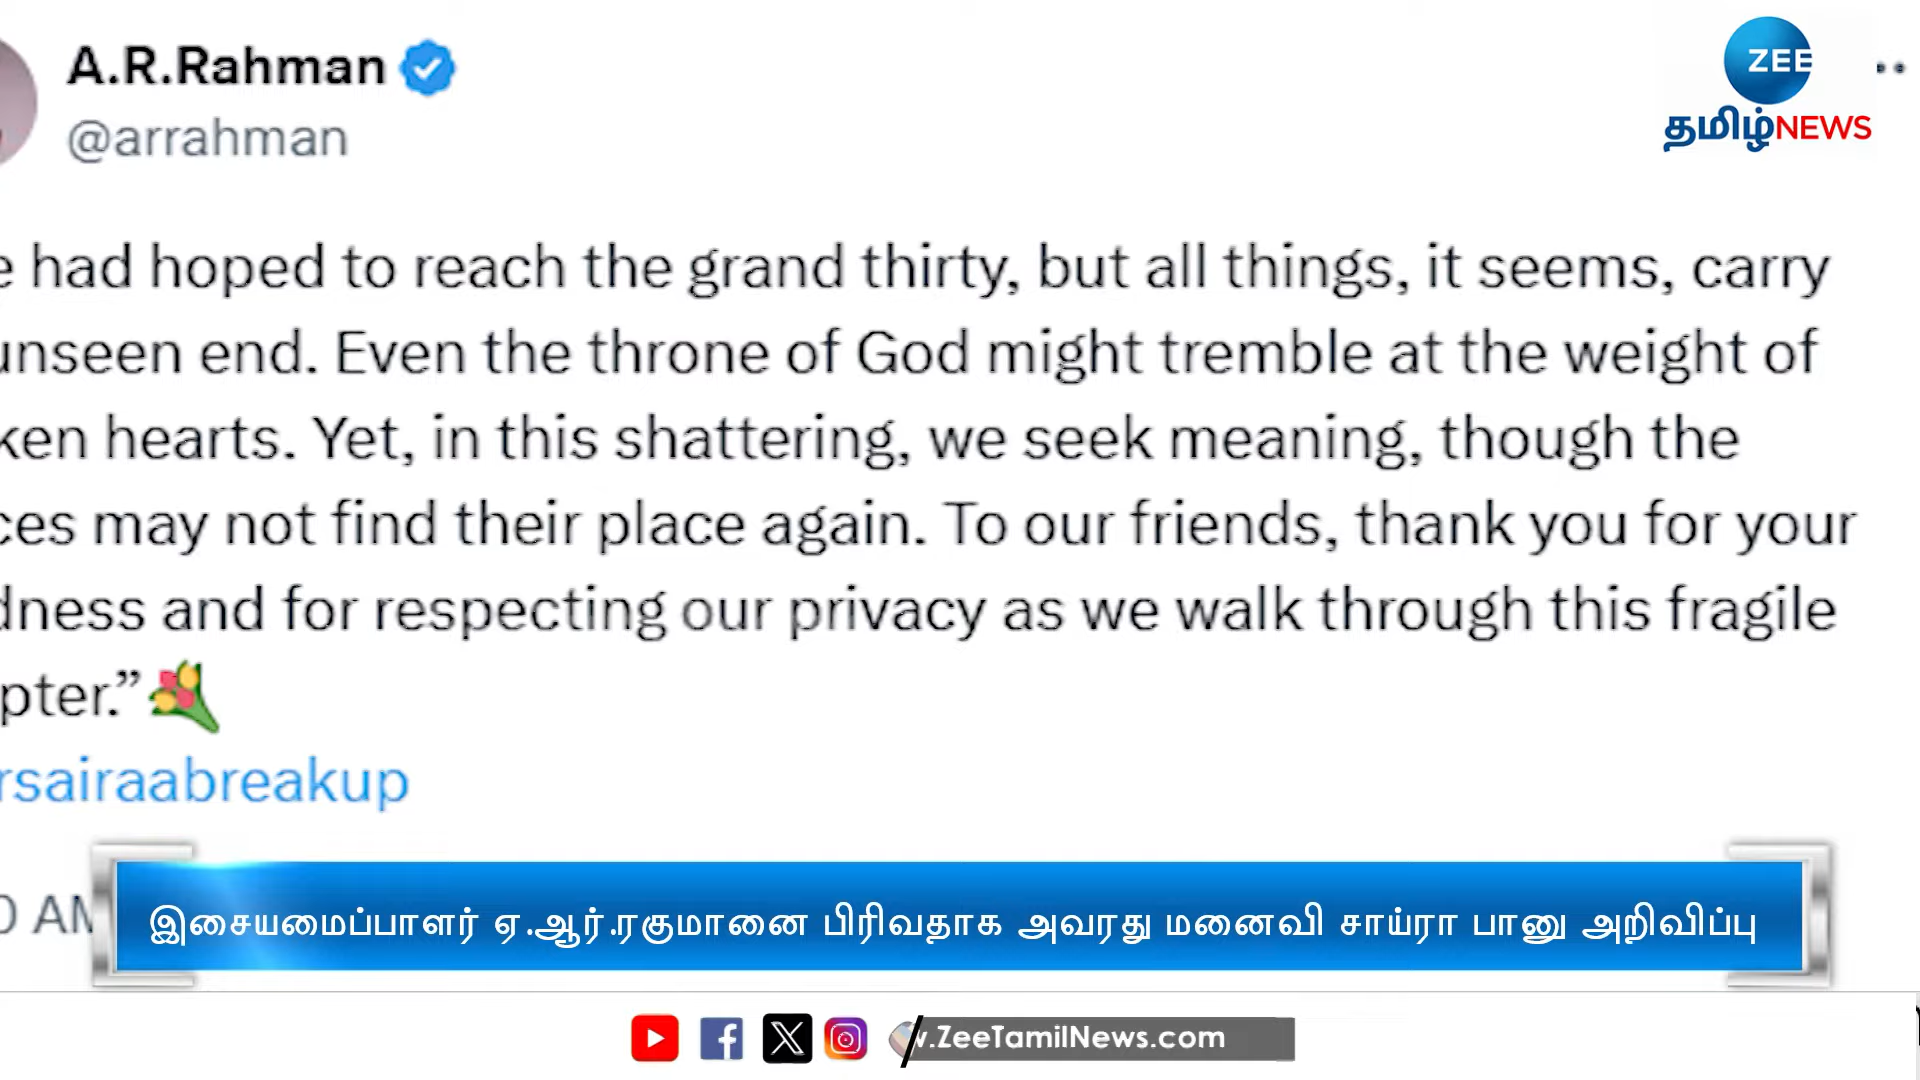 A.R.Rahman
@arrahman
ZEE
தமிழ்NEWS
e had hoped to reach the grand thirty, but all things, it seems, carry
unseen end. Even the throne of God might tremble at the weight of
ken hearts. Yet, in this shattering, we seek meaning, though the
ces may not find their place again. To our friends, thank you for your
dness and for respecting our privacy as we walk through this fragile
pter.”💐
rsairaabreakup
0 AM
இசையமைப்பாளர் ஏ.ஆர்.ரகுமானை பிரிவதாக அவரது மனைவி சாய்ரா பானு அறிவிப்பு
.ZeeTamilNews.com